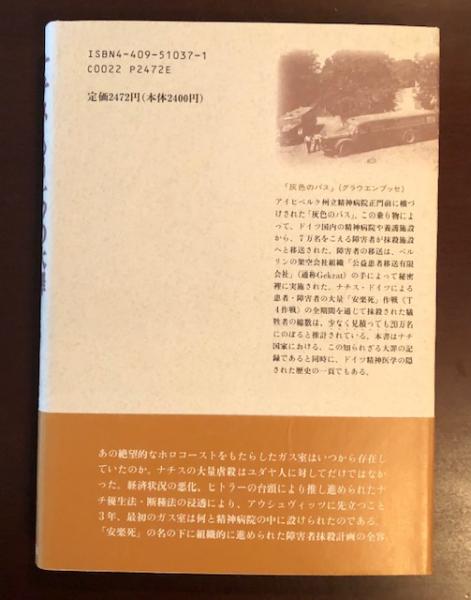 ISBN4-409-51037-1
C0022 P2472E
定価2472円(本体2400円)
「灰色のバス」(グラウエンブッセ)
アイヒベルク州立精神病院正門前に横づ
けされた「灰色のバス」、この乗り物によ
って、ドイツ国内の精神病院や養護施設
から、7万名をこえる障害者が抹殺施設
へと移送された。障害者の移送は、ベル
リンの架空会社組織「公益患者移送有限
会社」(通称Gekrat)の手によって秘密
裡に実施された。ナチス・ドイツによる
患者・障害者の大量「安楽死」作戦(T
4作戦)の全期間を通じて抹殺された犠
牲者の総数は、少なく見積っても20万名
にのぼると推計されている。本書はナチ
国家における、この知られざる大罪の記
録であると同時に、ドイツ精神医学の隠
された歴史の一頁でもある。
あの絶望的なホロコーストをもたらしたガス室はいつから存在し
ていたのか。ナチスの大量虐殺はユダヤ人に対してだけではなか
った。経済状況の悪化、ヒトラーの台頭により推し進められたナ
チ優生法・断種法の浸透により、アウシュヴィッツに先立つこと
3年、最初のガス室は何と精神病院の中に設けられたのである。
「安楽死」の名の下に組織的に進められた障害者抹殺計画の全容。